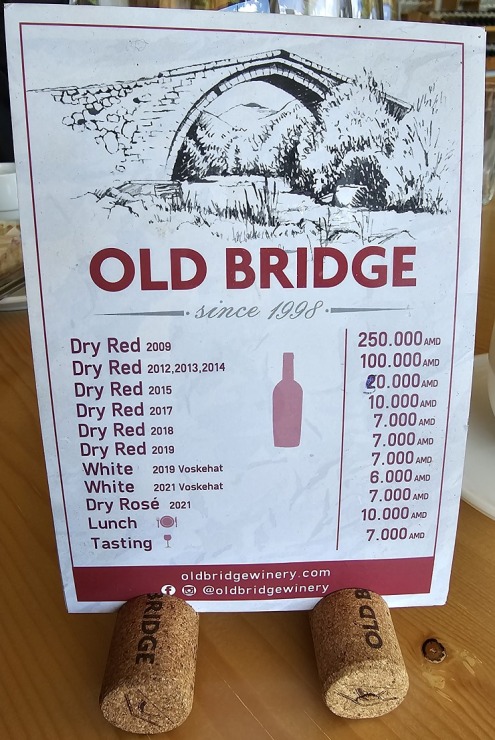 OLD BRIDGE
since 1998
Dry Red 2009 250.000 AMD
Dry Red 2012,2013,2014 100.000 AMD
Dry Red 2015 20.000 AMD
Dry Red 2017 10.000 AMD
Dry Red 2018 7.000 AMD
Dry Red 2019 7.000 AMD
White 2019 Voskehat 7.000 AMD
White 2021 Voskehat 6.000 AMD
Dry Rosé 2021 7.000 AMD
Lunch 10.000 AMD
Tasting 7.000 AMD
oldbridgewinery.com
@oldbridgewinery
BRIDGE
OLD B